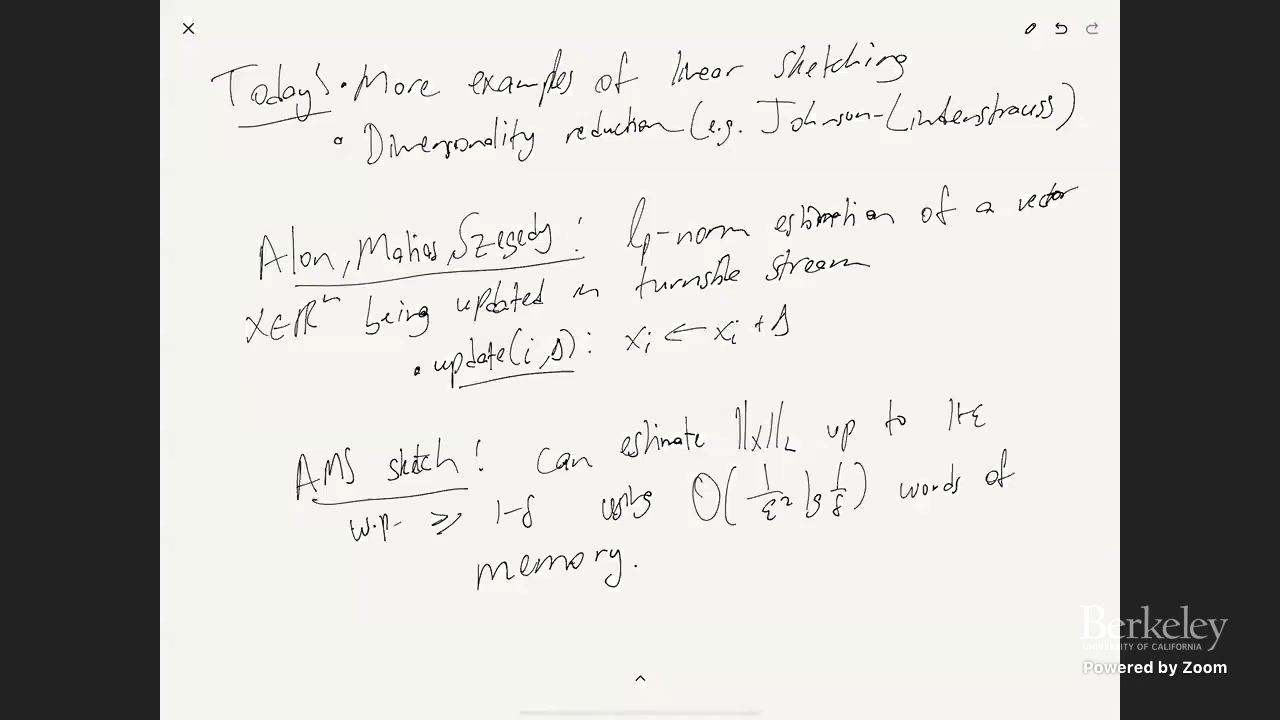 Today: • More examples of linear sketching
• Dimensionality reduction (e.g. Johnson-Lindenstrauss)
Alon, Matias, Szegedy: lp-norm estimation of a vector
x∈ℝⁿ being updated in turnstile stream
• update(i,Δ): xᵢ ← xᵢ + Δ
AMS sketch: can estimate ‖x‖₂ up to 1+ε
w.p. ≥ 1-δ using O(1/ε² lg 1/δ) words of
memory.
Berkeley
UNIVERSITY OF CALIFORNIA
Powered by Zoom